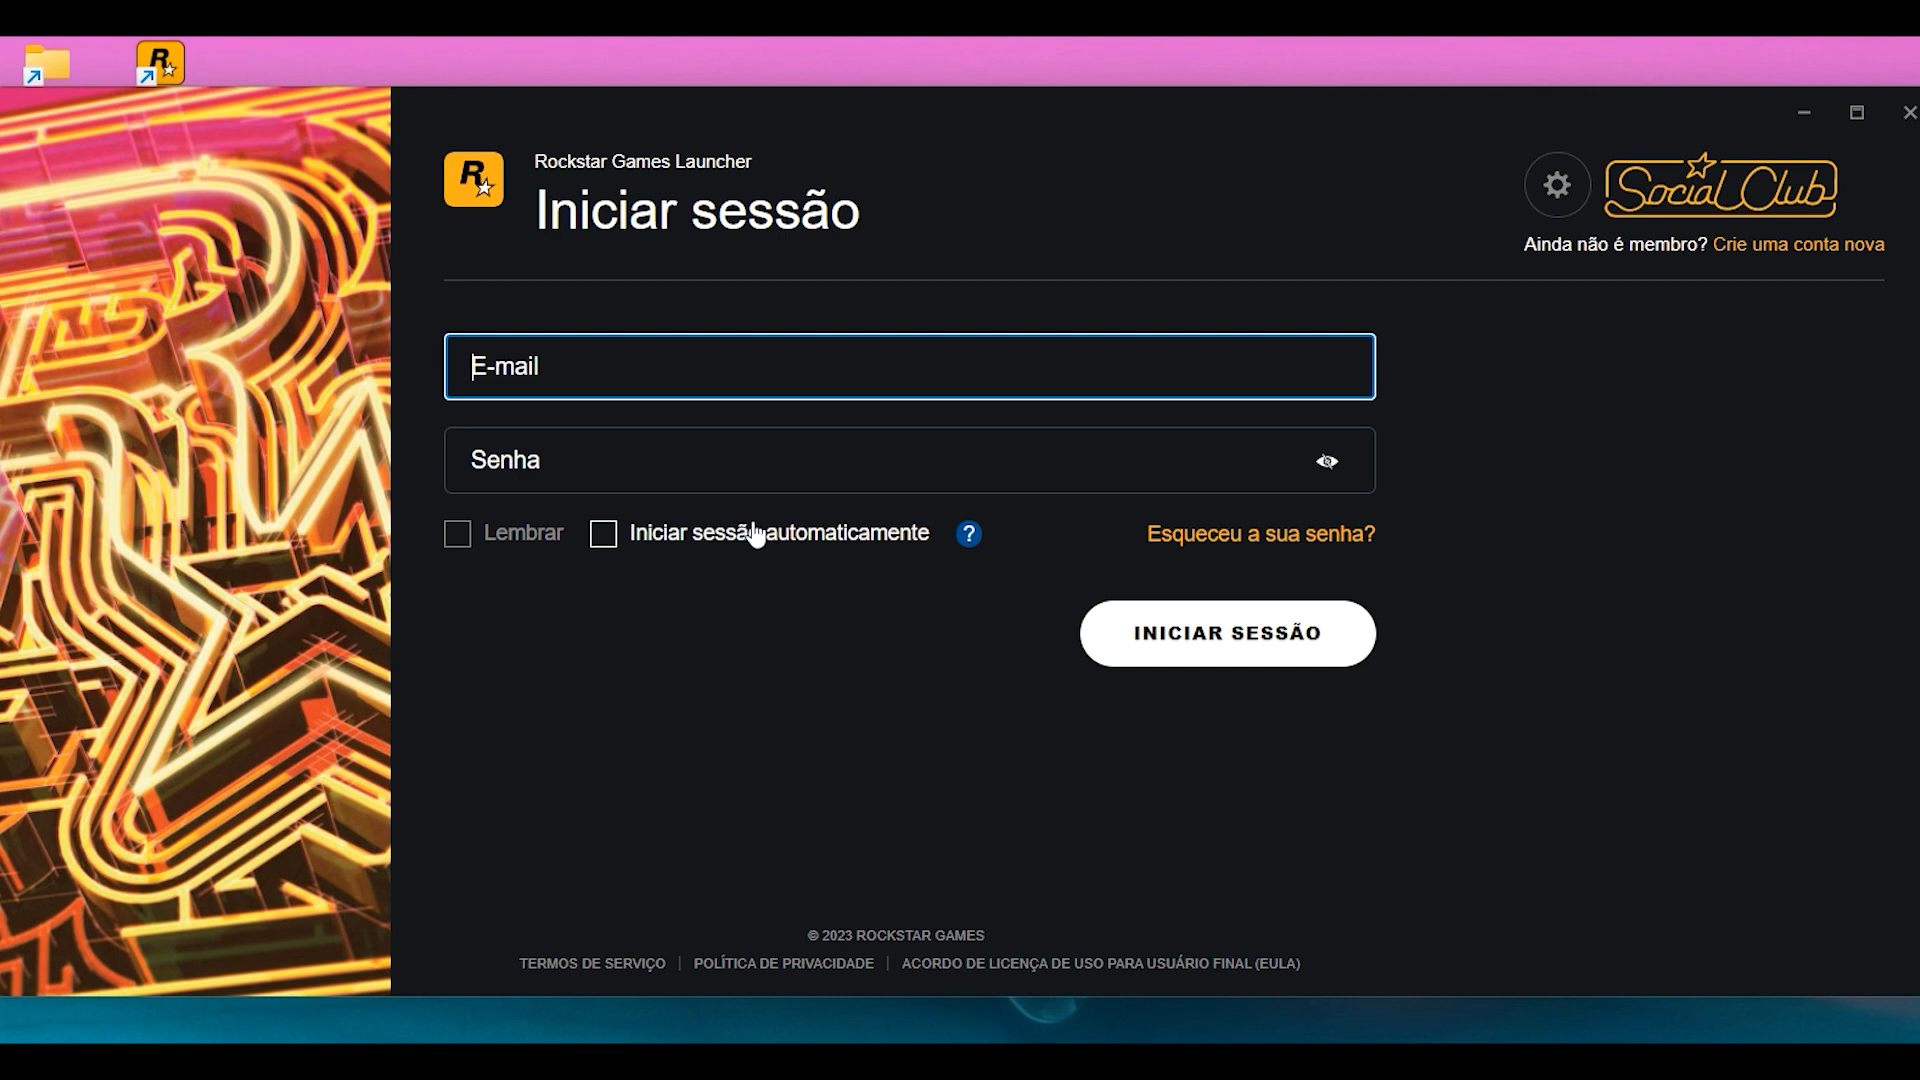 Rockstar Games Launcher
Iniciar sessão
Social Club
Ainda não é membro? Crie uma conta nova
E-mail
Senha
Lembrar
Iniciar sessão automaticamente
?
Esqueceu a sua senha?
INICIAR SESSÃO
© 2023 ROCKSTAR GAMES
TERMOS DE SERVIÇO | POLÍTICA DE PRIVACIDADE | ACORDO DE LICENÇA DE USO PARA USUÁRIO FINAL (EULA)